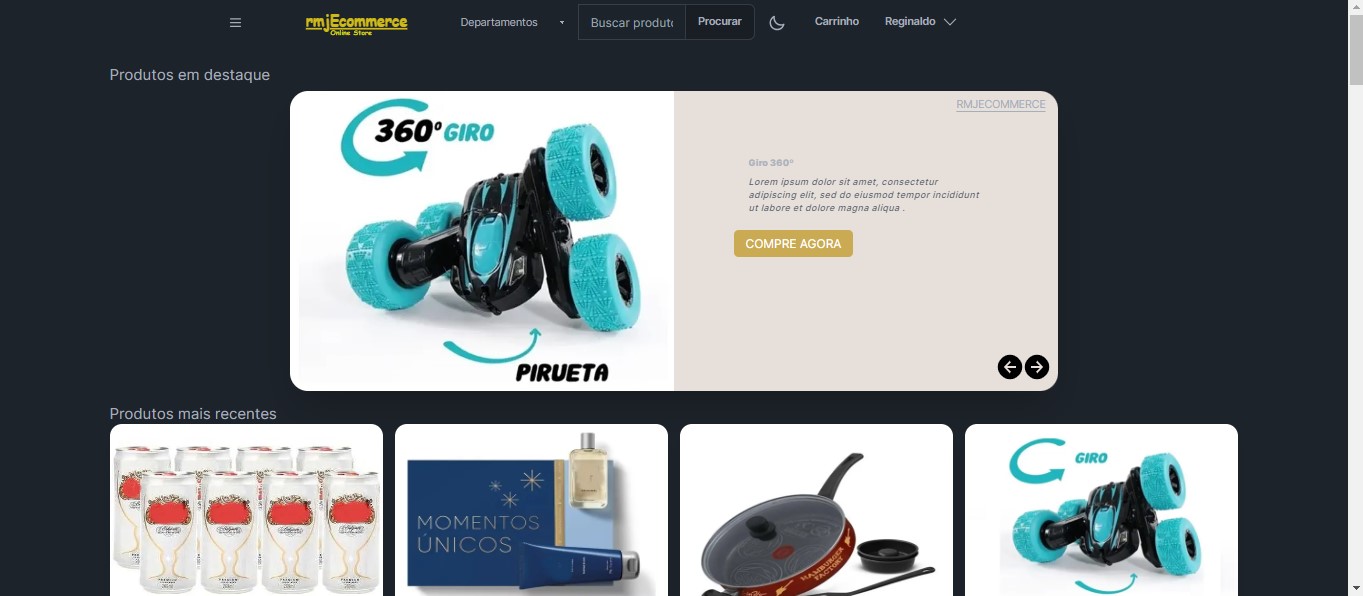 rmjEcommerce
Online Store
Departamentos
Buscar produto
Procurar
Carrinho
Reginaldo
Produtos em destaque
360º GIRO
PIRUETA
RMJECOMMERCE
Giro 360º
Lorem ipsum dolor sit amet, consectetur
adipiscing elit, sed do eiusmod tempor incididunt
ut labore et dolore magna aliqua .
COMPRE AGORA
Produtos mais recentes
MOMENTOS
ÚNICOS
HAMBURGER
FACTORY
GIRO